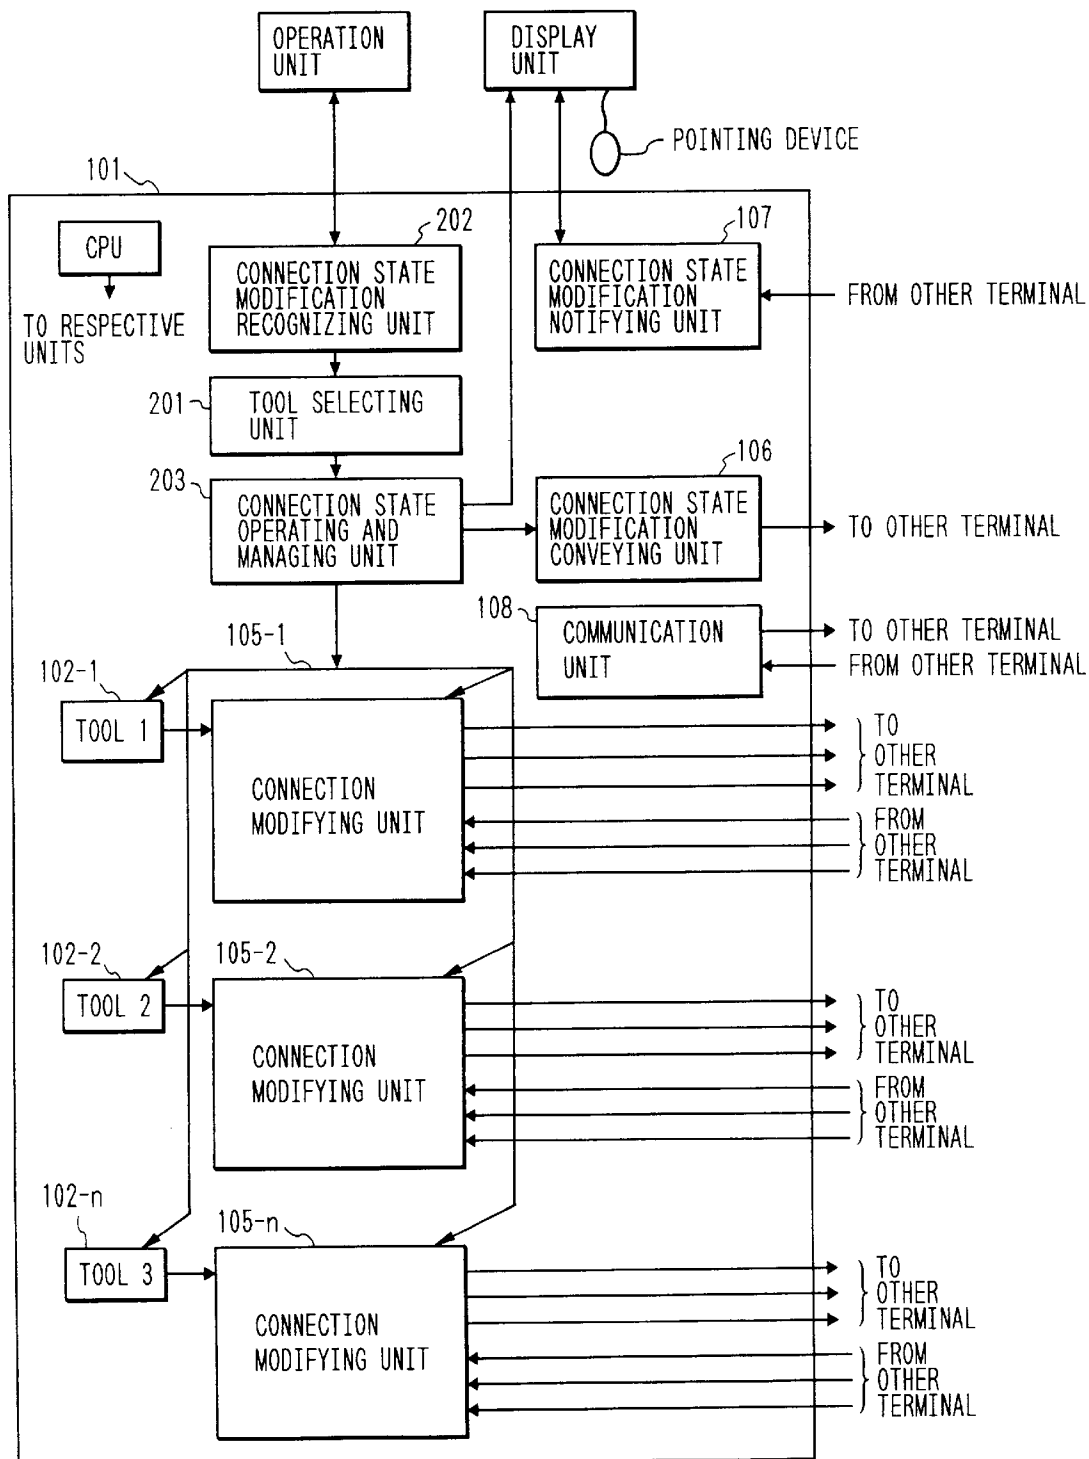 OPERATION
UNIT
DISPLAY
UNIT
POINTING DEVICE
101
CPU
TO RESPECTIVE
UNITS
202
CONNECTION STATE
MODIFICATION
RECOGNIZING UNIT
107
CONNECTION STATE
MODIFICATION
NOTIFYING UNIT
FROM OTHER TERMINAL
201
TOOL SELECTING
UNIT
203
CONNECTION STATE
OPERATING AND
MANAGING UNIT
106
CONNECTION STATE
MODIFICATION
CONVEYING UNIT
TO OTHER TERMINAL
108
COMMUNICATION
UNIT
TO OTHER TERMINAL
FROM OTHER TERMINAL
105-1
102-1
TOOL 1
CONNECTION
MODIFYING UNIT
TO
OTHER
TERMINAL
FROM
OTHER
TERMINAL
102-2
TOOL 2
105-2
CONNECTION
MODIFYING UNIT
TO
OTHER
TERMINAL
FROM
OTHER
TERMINAL
102-n
TOOL 3
105-n
CONNECTION
MODIFYING UNIT
TO
OTHER
TERMINAL
FROM
OTHER
TERMINAL